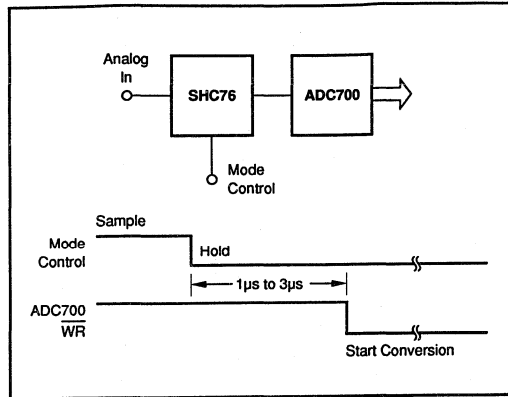 Analog
In
SHC76
ADC700
Mode
Control
Sample
Mode
Control
Hold
1µs to 3µs
ADC700
WR
Start Conversion